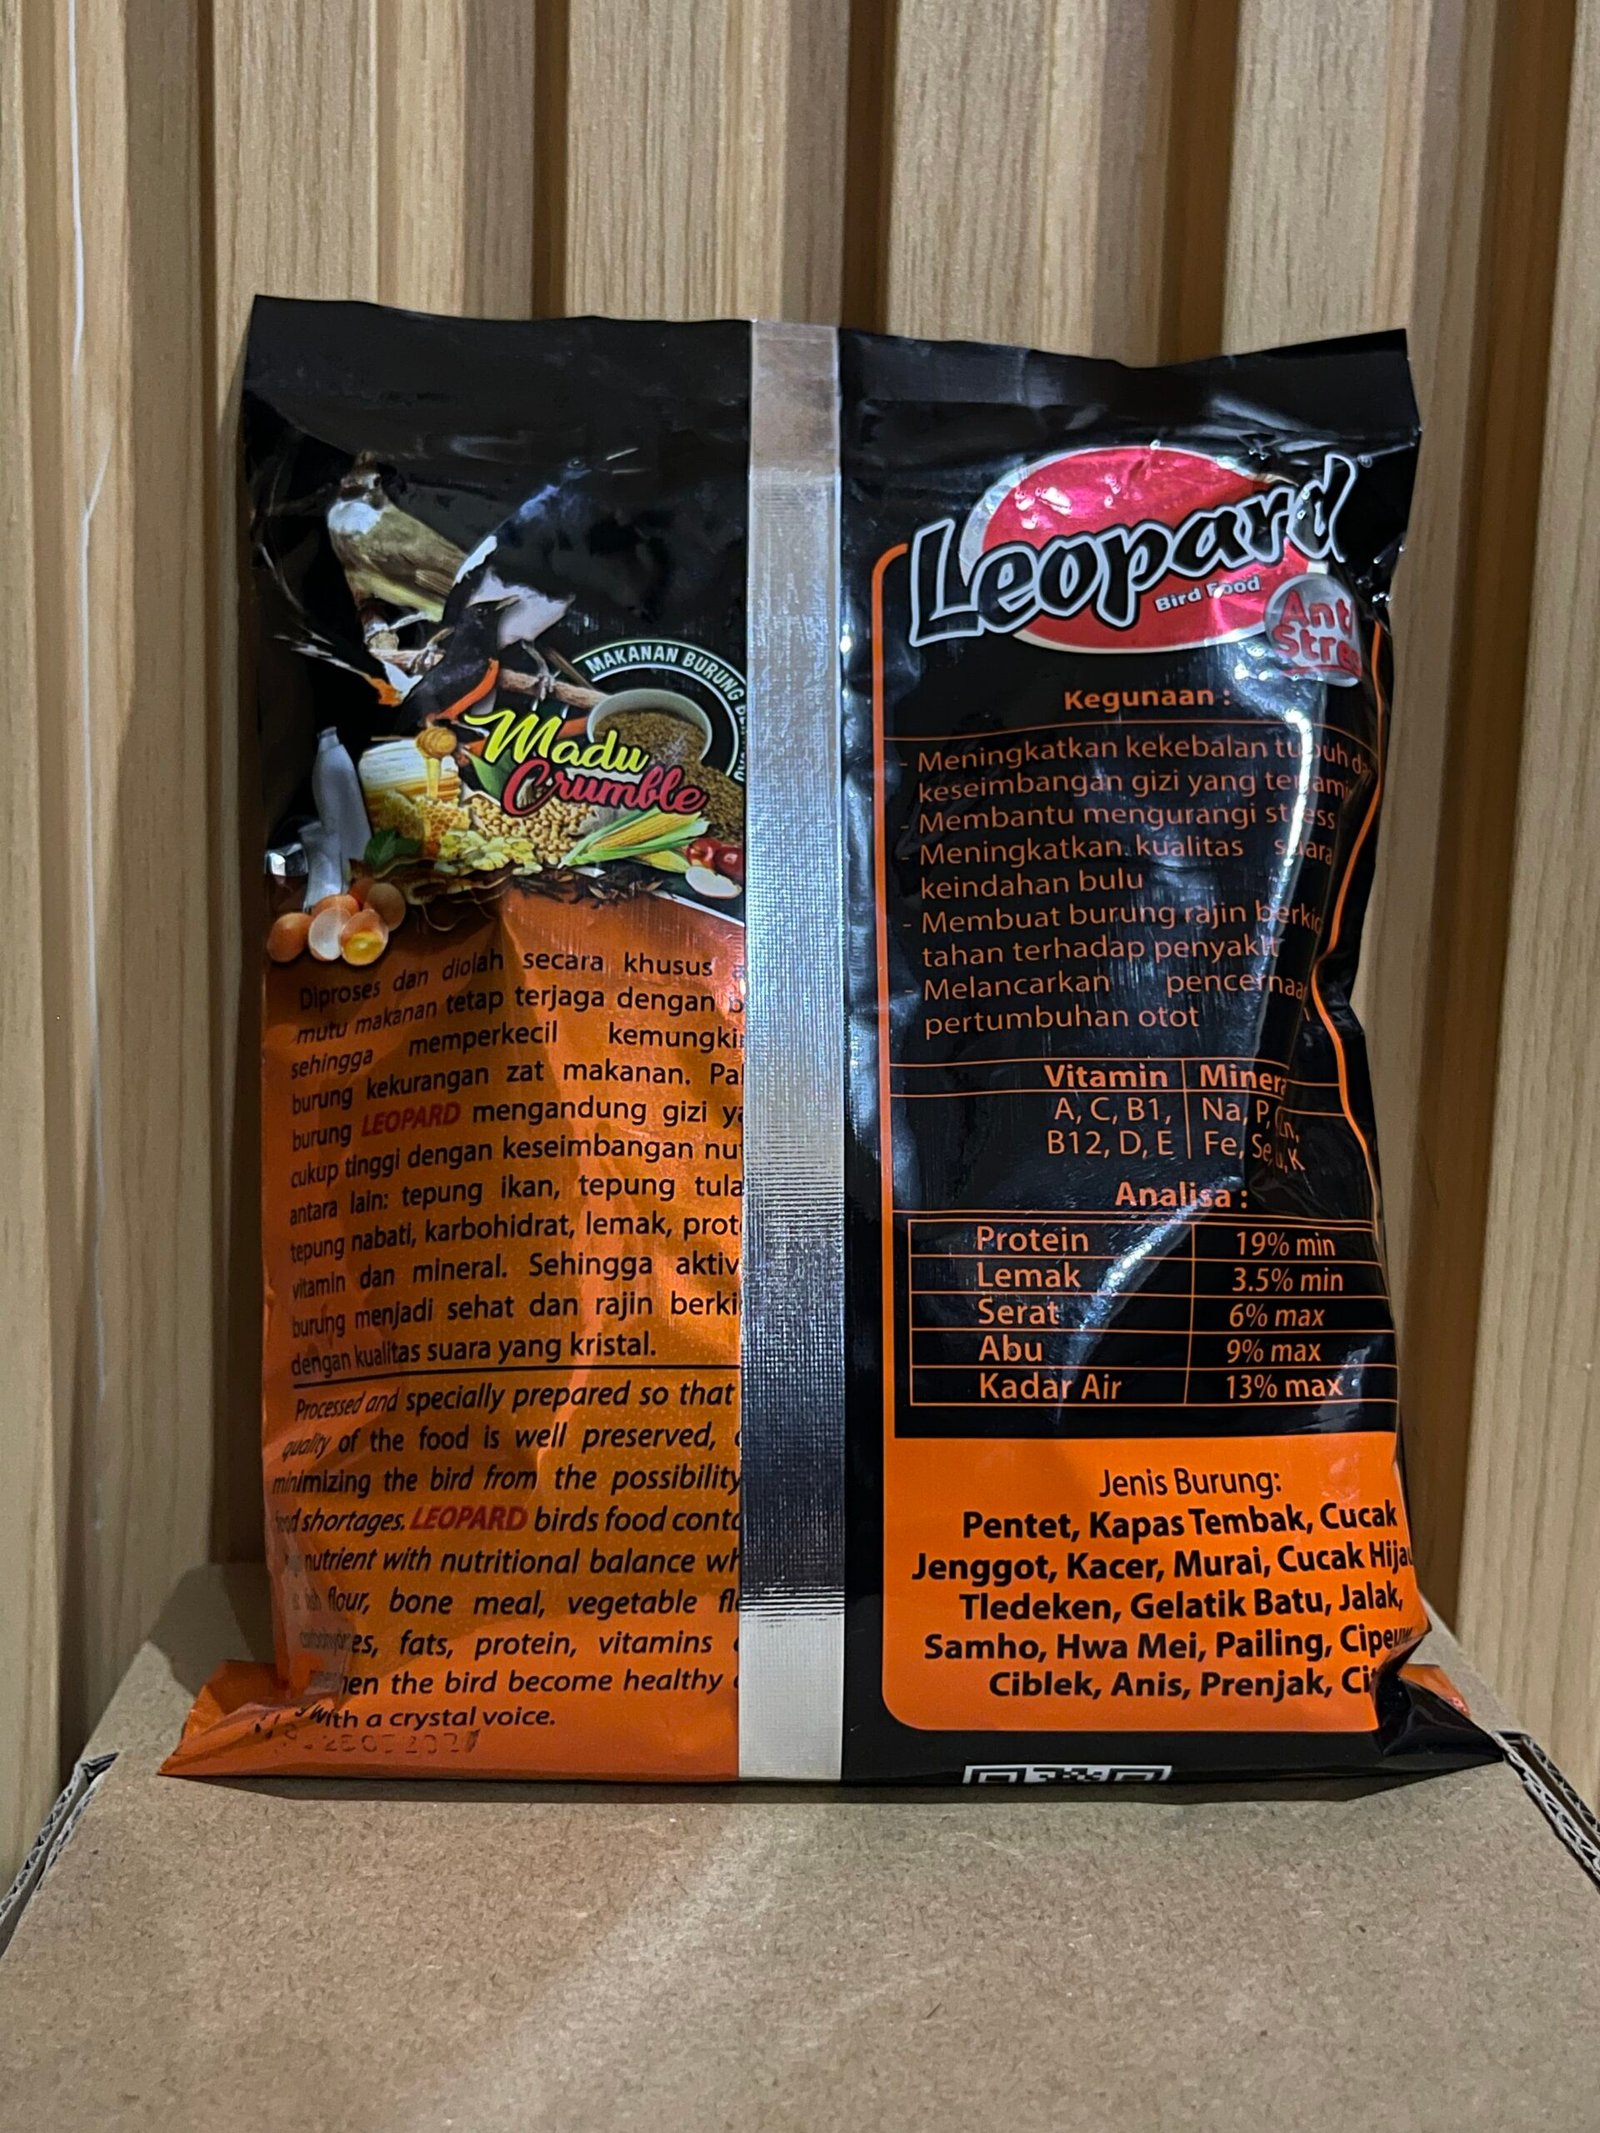 MAKANAN BURUNG
Madu
Crumble
Diproses dan diolah secara khusus
mutu makanan tetap terjaga dengan
sehingga memperkecil
burung kekurangan zat makanan.
burung LEOPARD mengandung gizi
cukup tinggi dengan keseimbangan
antara lain: tepung ikan, tepung
tepung nabati, karbohidrat, lemak,
vitamin dan mineral. Sehingga
burung menjadi sehat dan rajin
dengan kualitas suara yang kristal.
Processed and specially prepared so that
quality of the food is well preserved,
minimizing the bird from the possibility
shortages. LEOPARD birds food
nutrient with nutritional balance
flour, bone meal, vegetable
fats, protein, vitamins
the bird become healthy
with a crystal voice.
Leopard
Bird Food
Kegunaan :
- Meningkatkan kekebalan
keseimbangan gizi yang
- Membantu mengurangi
- Meningkatkan kualitas
keindahan bulu
- Membuat burung rajin
tahan terhadap penyakit
- Melancarkan
pertumbuhan otot
Vitamin
A, C, B1, Na, P,
B12, D, E Fe,
Analisa :
Protein 19% min
Lemak 3.5% min
Serat 6% max
Abu 9% max
Kadar Air 13% max
Jenis Burung:
Pentet, Kapas Tembak, Cucak
Jenggot, Kacer, Murai, Cucak
Tledeken, Gelatik Batu, Jalak,
Samho, Hwa Mei, Pailing,
Ciblek, Anis, Prenjak,